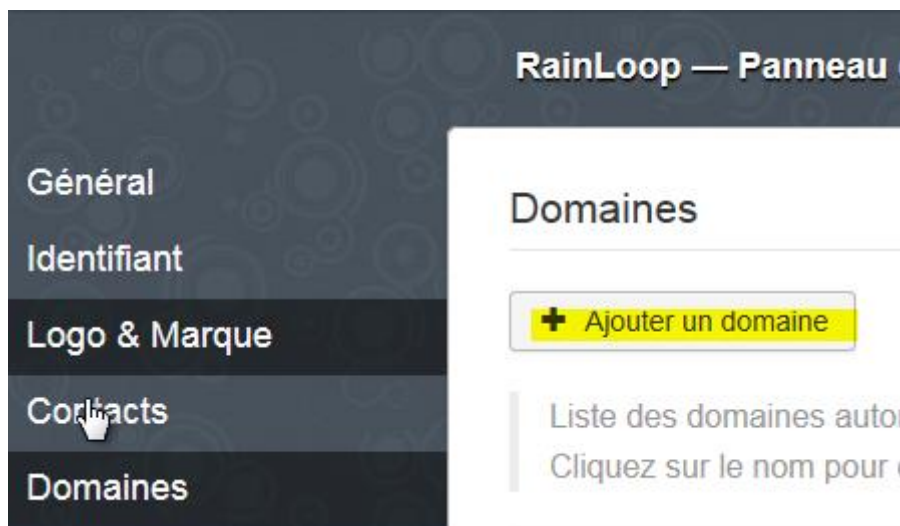 RainLoop — Panneau
Général
Identifiant
Logo & Marque
Contacts
Domaines
Domaines
Ajouter un domaine
Liste des domaines
Cliquez sur le nom pour